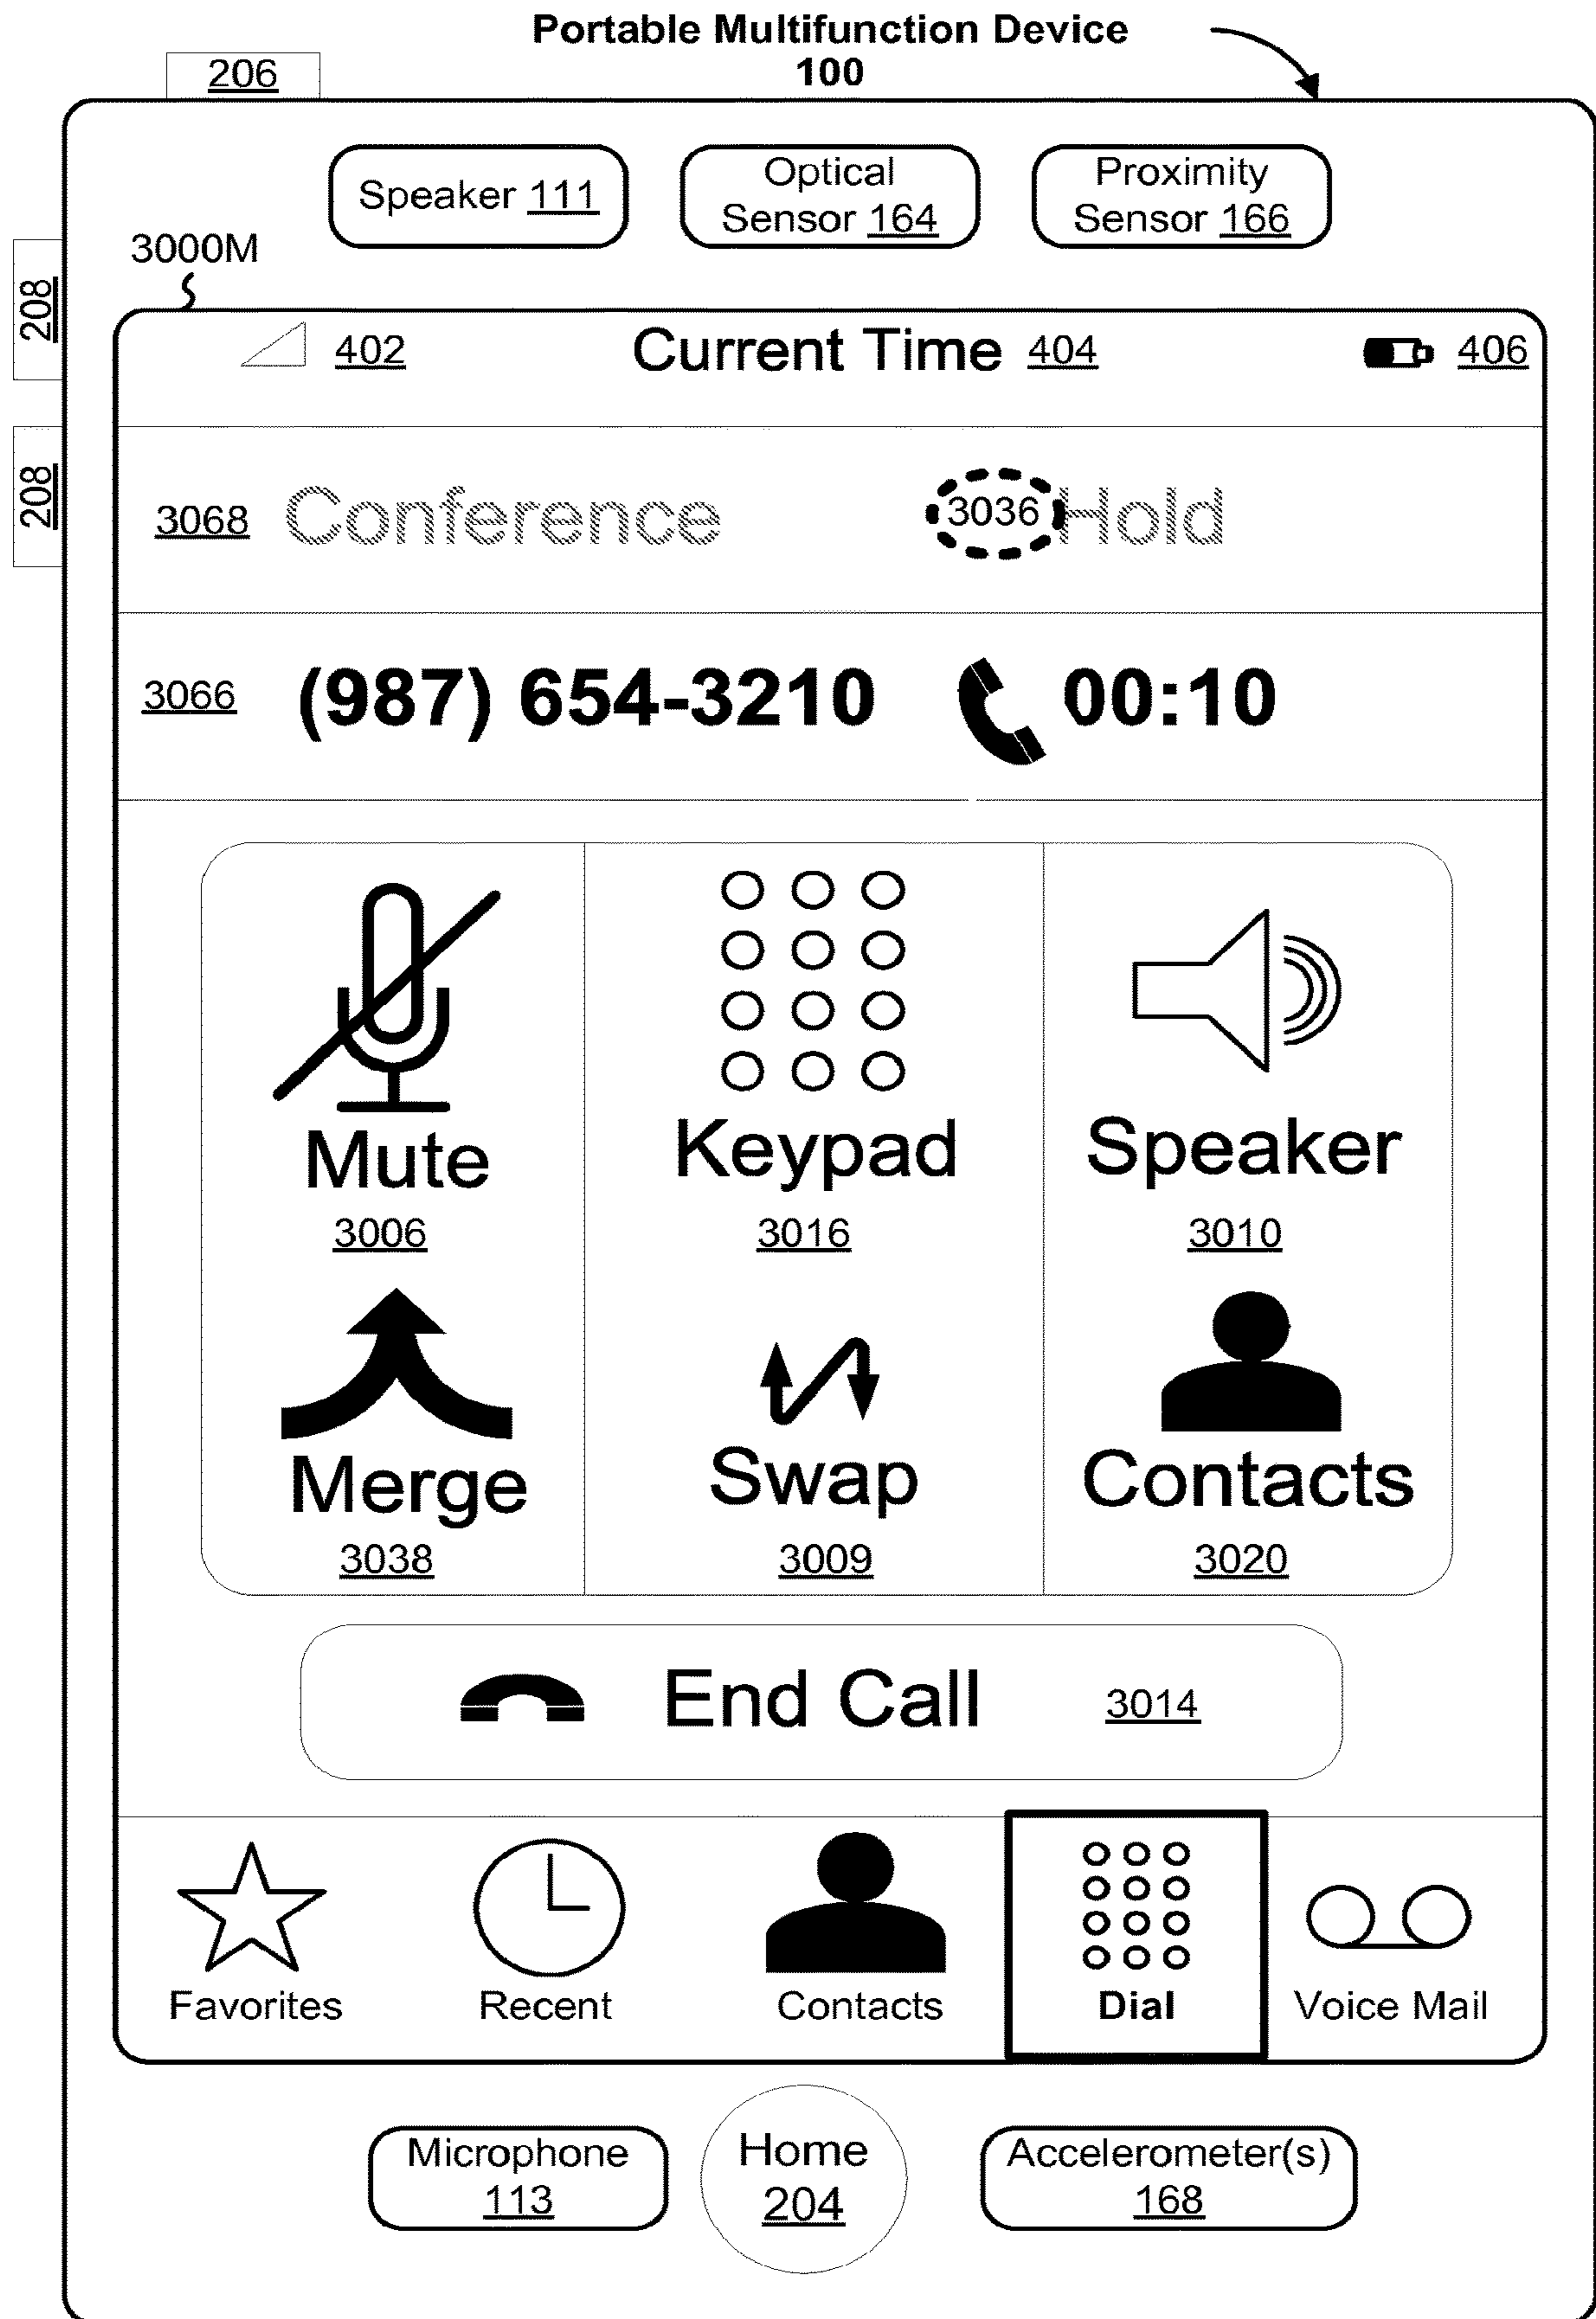 Portable Multifunction Device
100
206
Speaker 111
Optical
Sensor 164
Proximity
Sensor 166
3000M
208
402 Current Time 404 406
208
3068 Conference 3036 Hold
3066 (987) 654-3210 00:10
Mute Keypad Speaker
3006 3016 3010
Merge Swap Contacts
3038 3009 3020
End Call 3014
Favorites Recent Contacts Dial Voice Mail
Microphone
113
Home
204
Accelerometer(s)
168